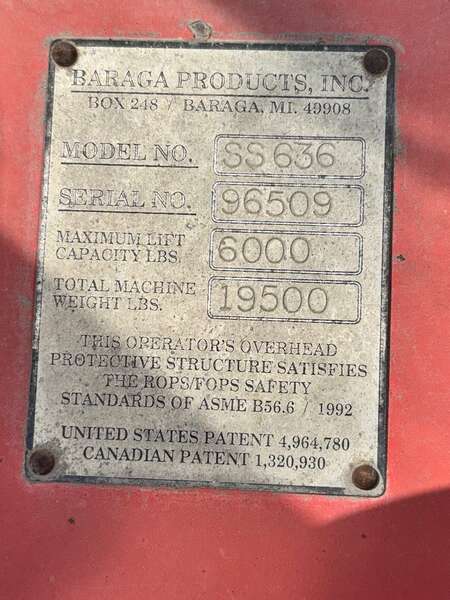 BARAGA PRODUCTS, INC.
BOX 248 / BARAGA, MI. 49908
MODEL NO. SS636
SERIAL NO. 96509
MAXIMUM LIFT
CAPACITY LBS. 6000
TOTAL MACHINE
WEIGHT LBS. 19500
THIS OPERATOR'S OVERHEAD
PROTECTIVE STRUCTURE SATISFIES
THE ROPS/FOPS SAFETY
STANDARDS OF ASME B56.6 / 1992
UNITED STATES PATENT 4,964,780
CANADIAN PATENT 1,320,930